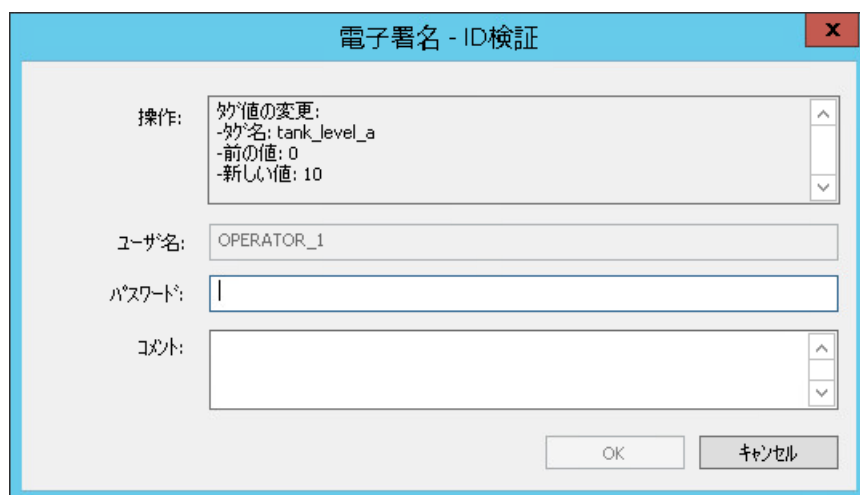 電子署名 - ID検証
x
操作:
ﾀｸﾞ値の変更:
-ﾀｸﾞ名: tank_level_a
-前の値: 0
-新しい値: 10
ﾕｰｻﾞ名:
OPERATOR_1
ﾊﾟｽﾜｰﾄﾞ:
ｺﾒﾝﾄ:
OK
ｷｬﾝｾﾙ